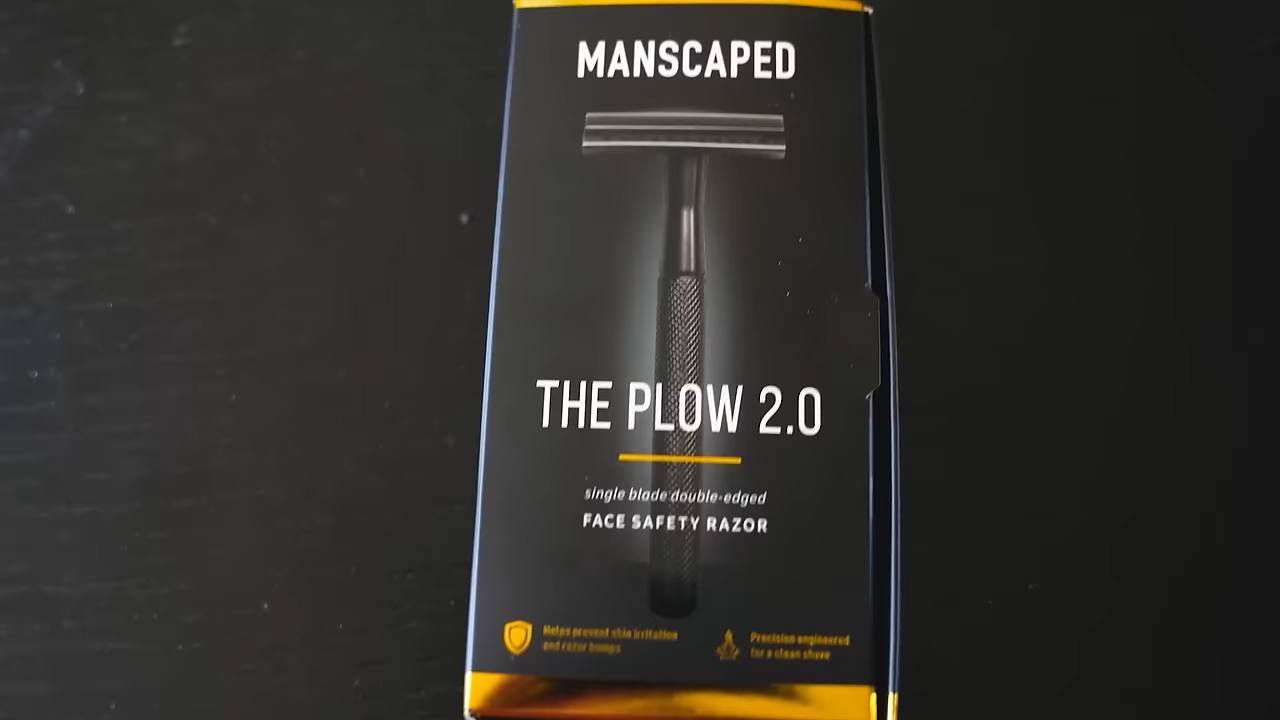 MANSCAPED
THE PLOW 2.0
single blade double-edged
FACE SAFETY RAZOR
Helps prevent skin irritation
and razor bumps
Precision engineered
for a clean shave